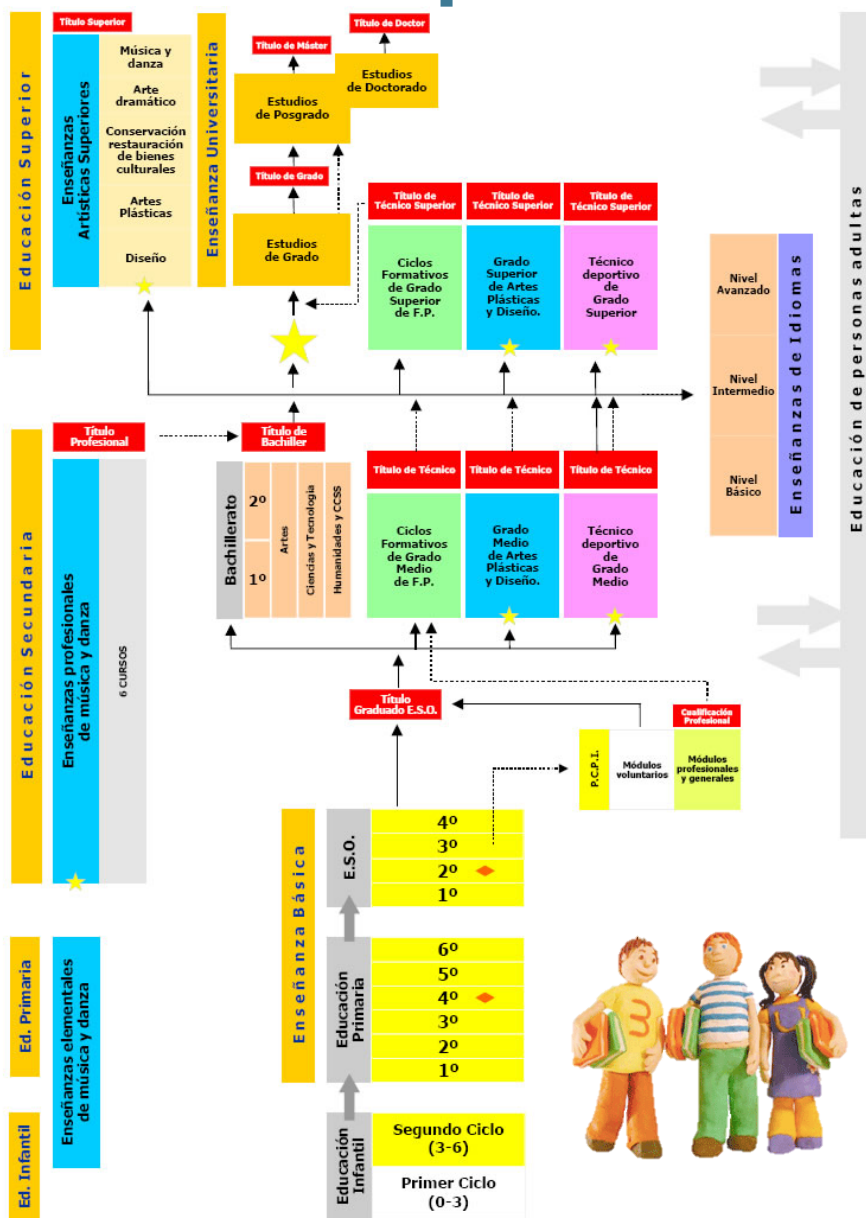 Educación Superior
Título Superior
Enseñanzas
Artísticas Superiores
Música y
danza
Arte
dramático
Conservación
restauración
de bienes
culturales
Artes
Plásticas
Diseño
Enseñanza Universitaria
Título de Máster
Título de Doctor
Estudios
de Posgrado
Estudios
de Doctorado
Título de Grado
Estudios
de Grado
Título de
Técnico Superior
Título de
Técnico Superior
Título de
Técnico Superior
Ciclos
Formativos
de Grado
Superior
de F.P.
Grado
Superior
de Artes
Plásticas
y Diseño.
Técnico
deportivo
de
Grado
Superior
Nivel
Avanzado
Nivel
Intermedio
Nivel
Básico
Enseñanzas de Idiomas
Educación de personas adultas
Educación Secundaria
Título
Profesional
Enseñanzas profesionales
de música y danza
6 CURSOS
Título de
Bachiller
Bachillerato
2º
1º
Artes
Ciencias y Tecnología
Humanidades y CCSS
Título de Técnico
Título de Técnico
Título de Técnico
Ciclos
Formativos
de Grado
Medio
de F.P.
Grado
Medio
de Artes
Plásticas
y Diseño.
Técnico
deportivo
de
Grado
Medio
Título
Graduado E.S.O.
Cualificación
Profesional
P.C.P.I.
Módulos
voluntarios
Módulos
profesionales
y generales
Enseñanza Básica
E.S.O.
4º
3º
2º
1º
Ed. Primaria
Enseñanzas elementales
de música y danza
Educación
Primaria
6º
5º
4º
3º
2º
1º
Ed. Infantil
Educación
Infantil
Segundo Ciclo
(3-6)
Primer Ciclo
(0-3)